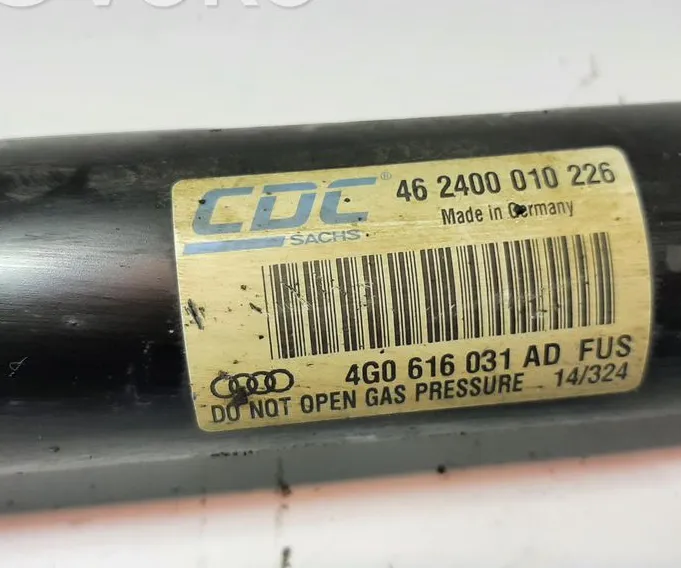 CDC® 46 2400 010 226
SACHS Made in Germany
4G0 616 031 AD FUS
DO NOT OPEN GAS PRESSURE 14/324